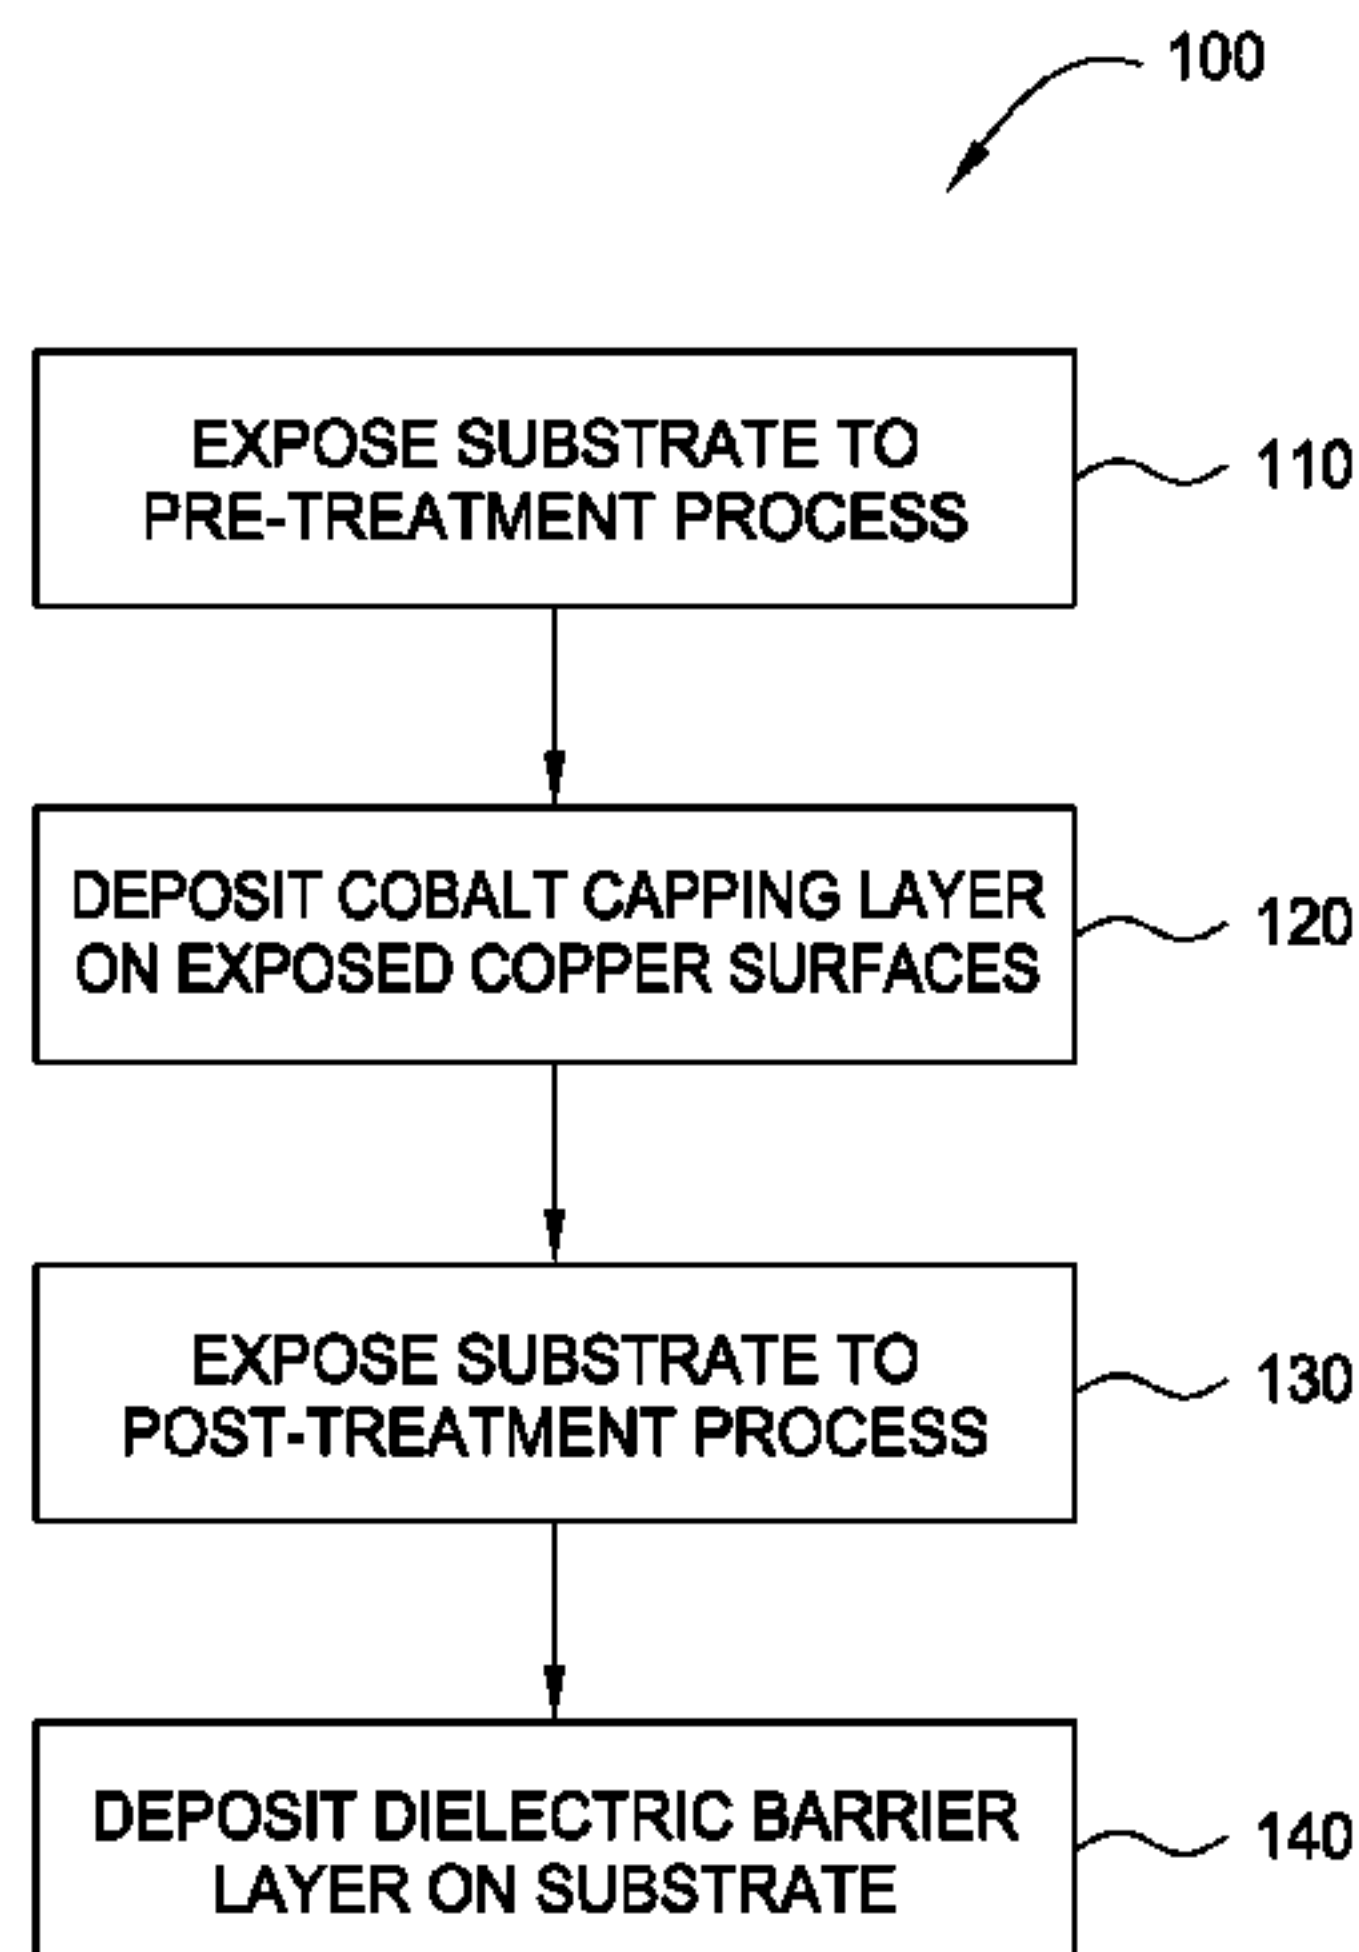 100
EXPOSE SUBSTRATE TO
PRE-TREATMENT PROCESS
110
DEPOSIT COBALT CAPPING LAYER
ON EXPOSED COPPER SURFACES
120
EXPOSE SUBSTRATE TO
POST-TREATMENT PROCESS
130
DEPOSIT DIELECTRIC BARRIER
LAYER ON SUBSTRATE
140